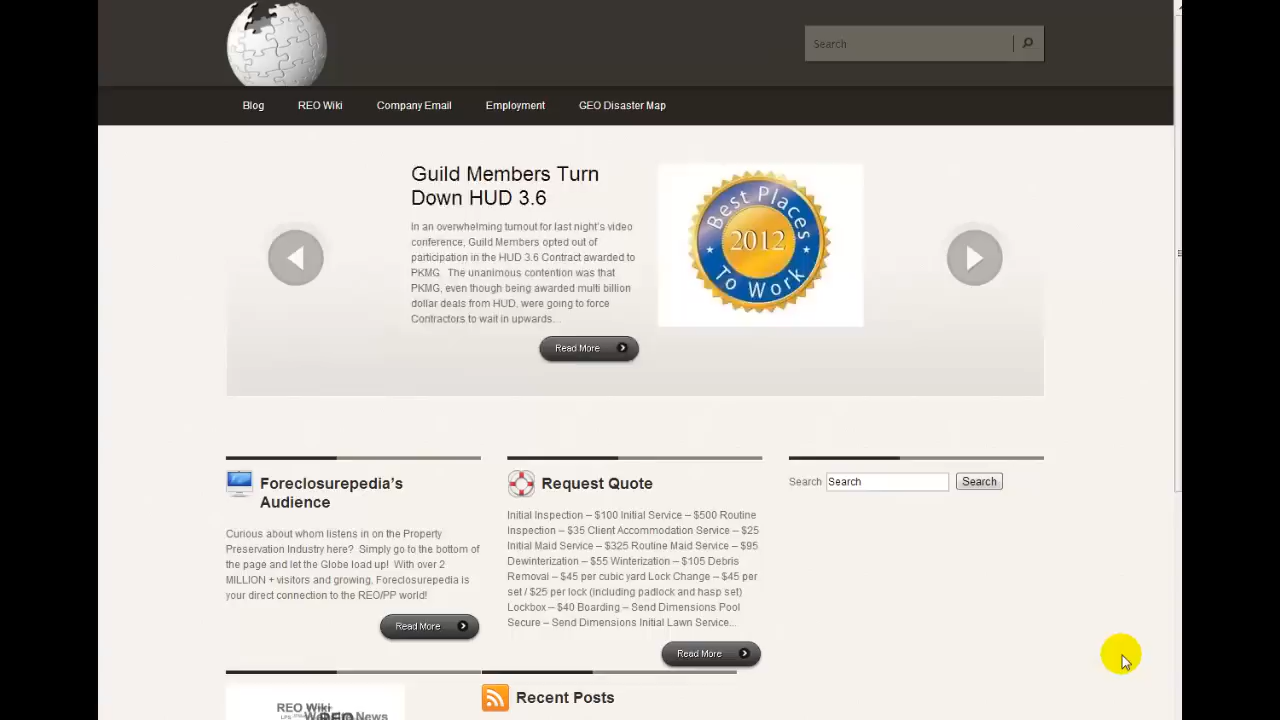 Search
Blog
REO Wiki
Company Email
Employment
GEO Disaster Map
Guild Members Turn
Down HUD 3.6
In an overwhelming turnout for last night's video
conference, Guild Members opted out of
participation in the HUD 3.6 Contract awarded to
PKMG. The unanimous contention was that
PKMG, even though being awarded multi billion
dollar deals from HUD, were going to force
Contractors to wait in upwards...
Read More
Best Places
2012
To Work
Foreclosurepedia's
Audience
Curious about whom listens in on the Property
Preservation Industry here? Simply go to the bottom of
the page and let the Globe load up! With over 2
MILLION + visitors and growing, Foreclosurepedia is
your direct connection to the REO/PP world!
Read More
Request Quote
Initial Inspection – $100 Initial Service – $500 Routine
Inspection – $35 Client Accommodation Service – $25
Initial Maid Service – $325 Routine Maid Service – $95
Dewinterization – $55 Winterization – $105 Debris
Removal – $45 per cubic yard Lock Change – $45 per
set / $25 per lock (including padlock and hasp set)
Lockbox – $40 Boarding – Send Dimensions Pool
Secure – Send Dimensions Initial Lawn Service...
Read More
Search Search Search
REO Wiki
News
Recent Posts